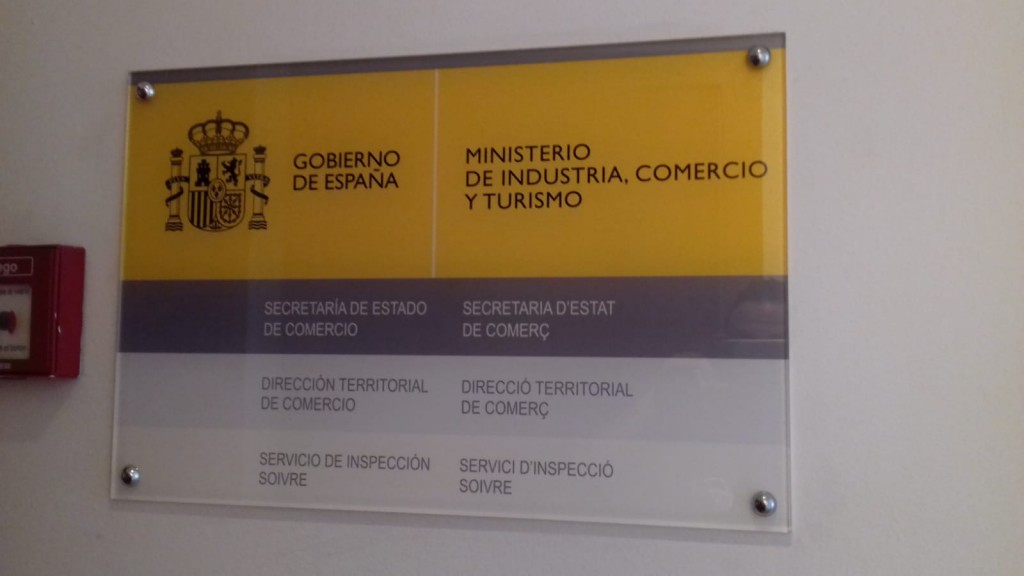 GOBIERNO
DE ESPAÑA
MINISTERIO
DE INDUSTRIA, COMERCIO
Y TURISMO
SECRETARÍA DE ESTADO
DE COMERCIO
SECRETARIA D'ESTAT
DE COMERÇ
DIRECCIÓN TERRITORIAL
DE COMERCIO
DIRECCIÓ TERRITORIAL
DE COMERÇ
SERVICIO DE INSPECCIÓN
SOIVRE
SERVICI D'INSPECCIÓ
SOIVRE